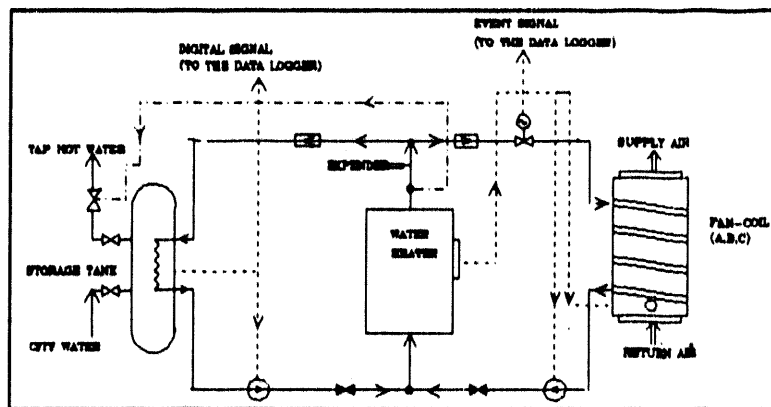 EVENT SIGNAL
(TO THE DATA LOGGER)
DIGITAL SIGNAL
(TO THE DATA LOGGER)
TAP HOT WATER
SUPPLY AIR
EXPENDER
WATER
HEATER
FAN-COIL
(A,B,C)
STORAGE TANK
CITY WATER
RETURN AIR